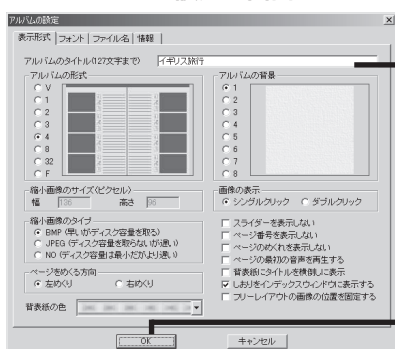 アルバムの設定
表示形式 フォント ファイル名 情報
アルバムのタイトル(127文字まで) イギリス旅行
アルバムの形式
V
1
2
3
4
8
32
F
アルバムの背景
1
2
3
4
5
6
7
8
縮小画像のサイズ(ピクセル)
幅 136 高さ 96
画像の表示
シングルクリック ダブルクリック
縮小画像のタイプ
BMP (早いがディスク容量を取る)
JPEG (ディスク容量を取らないが遅い)
NO (ディスク容量は最小だがより遅い)
スライダーを表示しない
ページ番号を表示しない
ページのめくれを表示しない
ページの最初の音声を再生する
背表紙にタイトルを横倒しに表示
しおりをインデックスウィンドウに表示する
フリーレイアウトの画像の位置を固定する
ページをめくる方向
左めくり 右めくり
背表紙の色
OK キャンセル